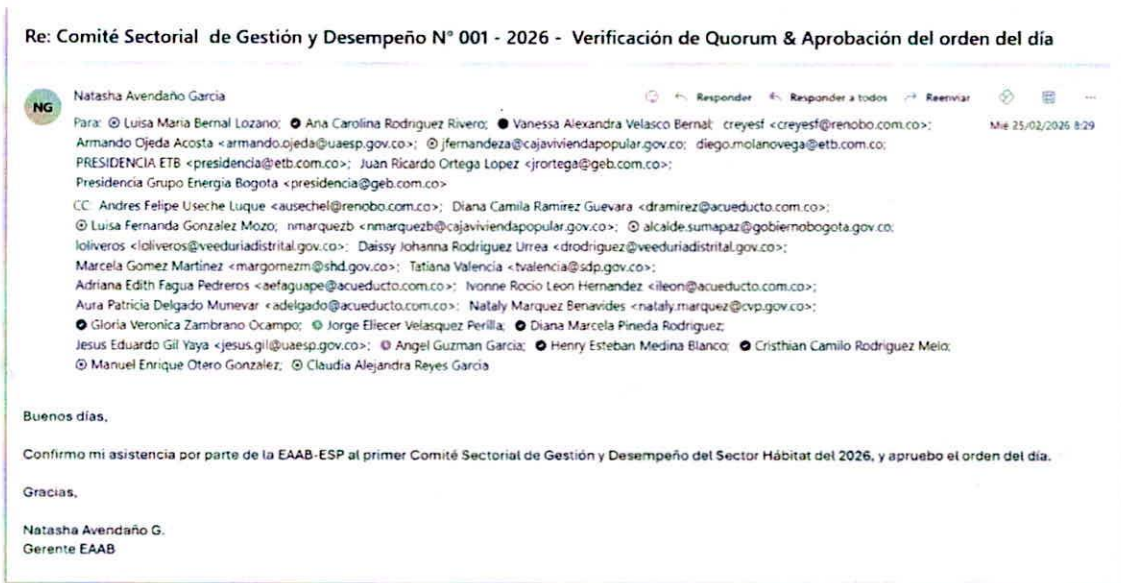 Re: Comité Sectorial de Gestión y Desempeño N° 001 - 2026 - Verificación de Quorum & Aprobación del orden del día
NG
Natasha Avendaño Garcia
Responder Responder a todos Reenviar ...
Para: Luisa Maria Bernal Lozano; Ana Carolina Rodriguez Rivero; Vanessa Alexandra Velasco Bernal; creyesf <creyesf@renobo.com.co>;
Mié 25/02/2026 8:29
Armando Ojeda Acosta <armando.ojeda@uaesp.gov.co>; jfernandeza@cajaviviendapopular.gov.co; diego.molanovega@etb.com.co;
PRESIDENCIA ETB <presidencia@etb.com.co>; Juan Ricardo Ortega Lopez <jrortega@geb.com.co>;
Presidencia Grupo Energia Bogota <presidencia@geb.com.co>
CC: Andres Felipe Useche Luque <ausechel@renobo.com.co>; Diana Camila Ramirez Guevara <dramirez@acueducto.com.co>;
Luisa Fernanda Gonzalez Mozo; nmarquezb <nmarquezb@cajaviviendapopular.gov.co>; alcalde.sumapaz@gobiernobogota.gov.co;
loliveros <loliveros@veeduriadistrital.gov.co>; Daissy Johanna Rodriguez Urrea <drodriguez@veeduriadistrital.gov.co>;
Marcela Gomez Martinez <margomezm@shd.gov.co>; Tatiana Valencia <tvalencia@sdp.gov.co>;
Adriana Edith Fagua Pedreros <aefaguape@acueducto.com.co>; Ivonne Rocio Leon Hernandez <ileon@acueducto.com.co>;
Aura Patricia Delgado Munevar <adelgado@acueducto.com.co>; Nataly Marquez Benavides <nataly.marquez@cvp.gov.co>;
Gloria Veronica Zambrano Ocampo; Jorge Eliecer Velasquez Perilla; Diana Marcela Pineda Rodriguez;
Jesus Eduardo Gil Yaya <jesus.gil@uaesp.gov.co>; Angel Guzman Garcia; Henry Esteban Medina Blanco; Cristhian Camilo Rodriguez Melo;
Manuel Enrique Otero Gonzalez; Claudia Alejandra Reyes Garcia
Buenos días,
Confirmo mi asistencia por parte de la EAAB-ESP al primer Comité Sectorial de Gestión y Desempeño del Sector Hábitat del 2026, y apruebo el orden del día.
Gracias,
Natasha Avendaño G.
Gerente EAAB